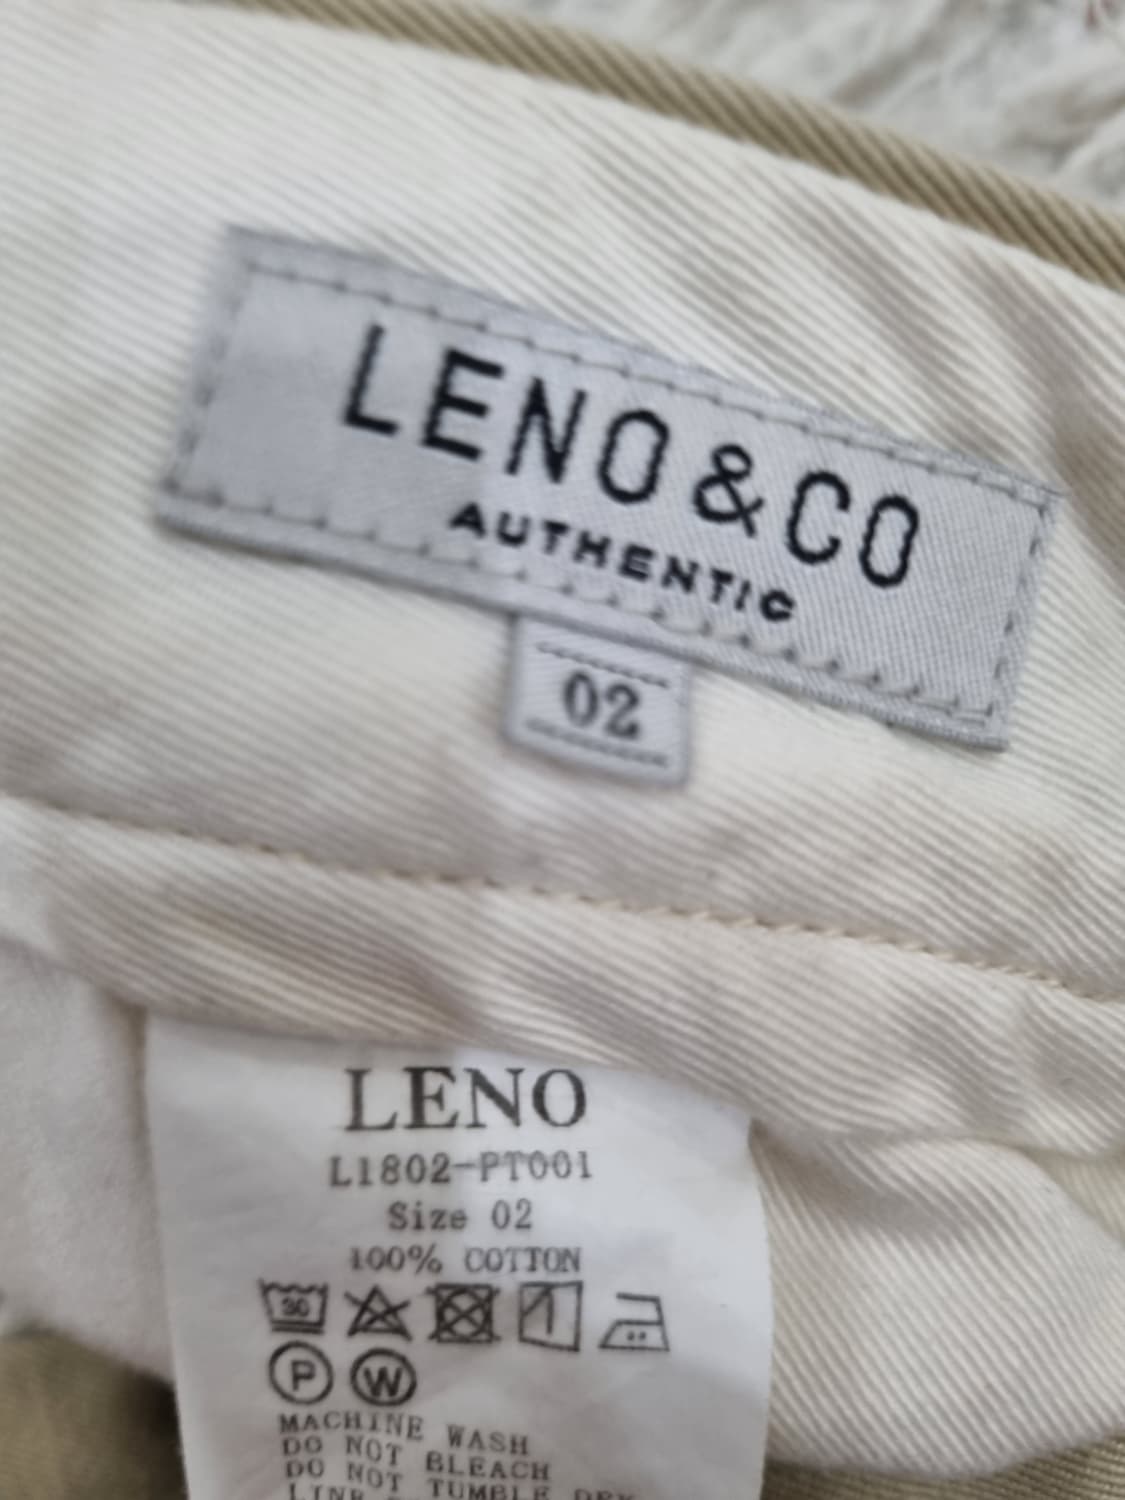 LENO&CO
AUTHENTIC
02
LENO
L1802-PT001
Size 02
100% COTTON
30
P W
MACHINE WASH
DO NOT BLEACH
DO NOT TUMBLE DRY
LINE